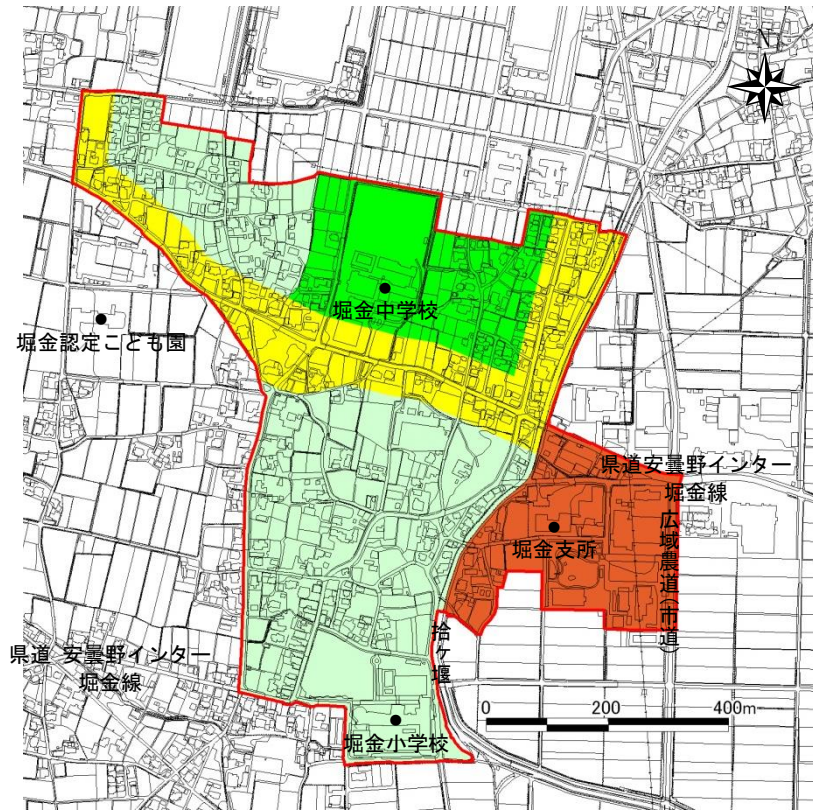 N
堀金中学校
堀金認定こども園
県道安曇野インター
堀金線
堀金支所
広域農道(市道)
拾ケ堰
県道 安曇野インター
堀金線
0 200 400m
堀金小学校